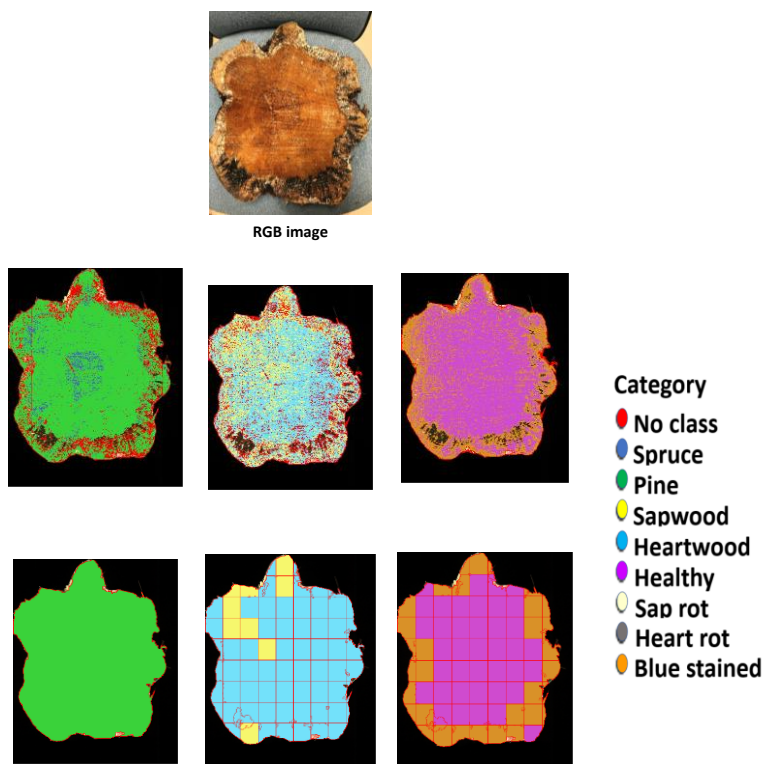 RGB image
Category
No class
Spruce
Pine
Sapwood
Heartwood
Healthy
Sap rot
Heart rot
Blue stained